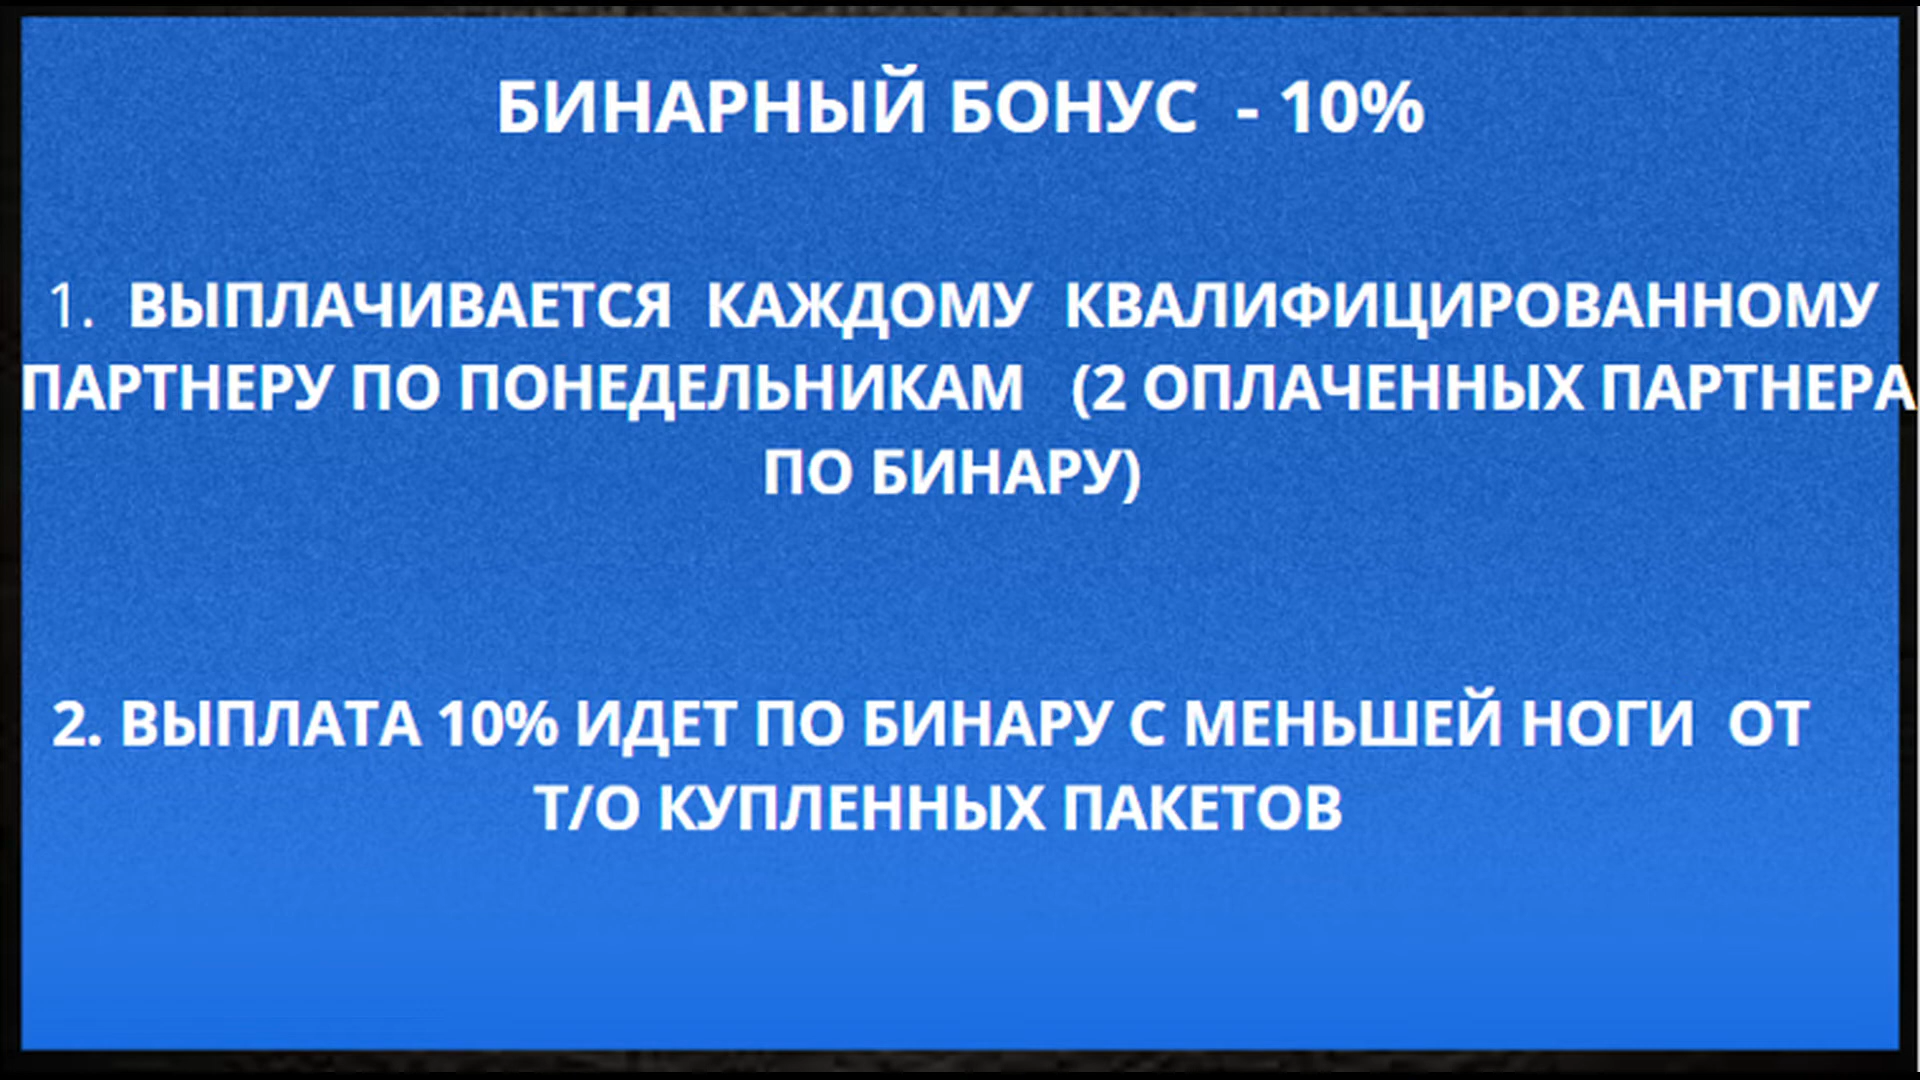 БИНАРНЫЙ БОНУС - 10%
1. ВЫПЛАЧИВАЕТСЯ КАЖДОМУ КВАЛИФИЦИРОВАННОМУ
ПАРТНЕРУ ПО ПОНЕДЕЛЬНИКАМ (2 ОПЛАЧЕННЫХ ПАРТНЕРА
ПО БИНАРУ)
2. ВЫПЛАТА 10% ИДЕТ ПО БИНАРУ С МЕНЬШЕЙ НОГИ ОТ
Т/О КУПЛЕННЫХ ПАКЕТОВ